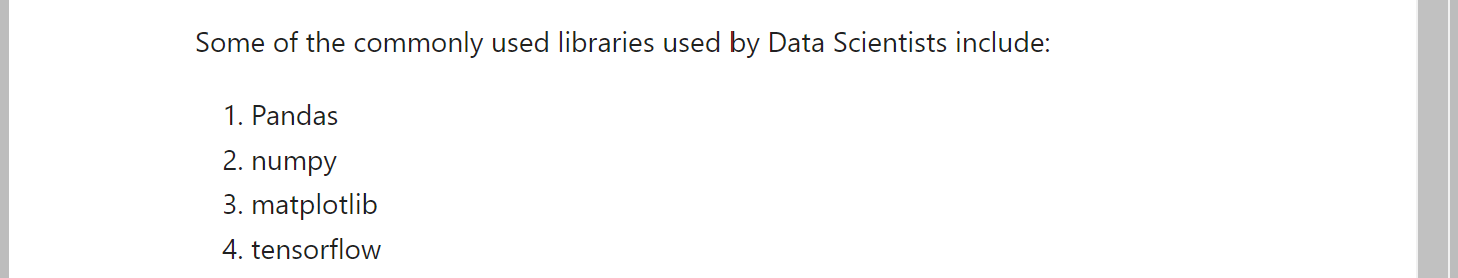 Some of the commonly used libraries used by Data Scientists include:
1. Pandas
2. numpy
3. matplotlib
4. tensorflow